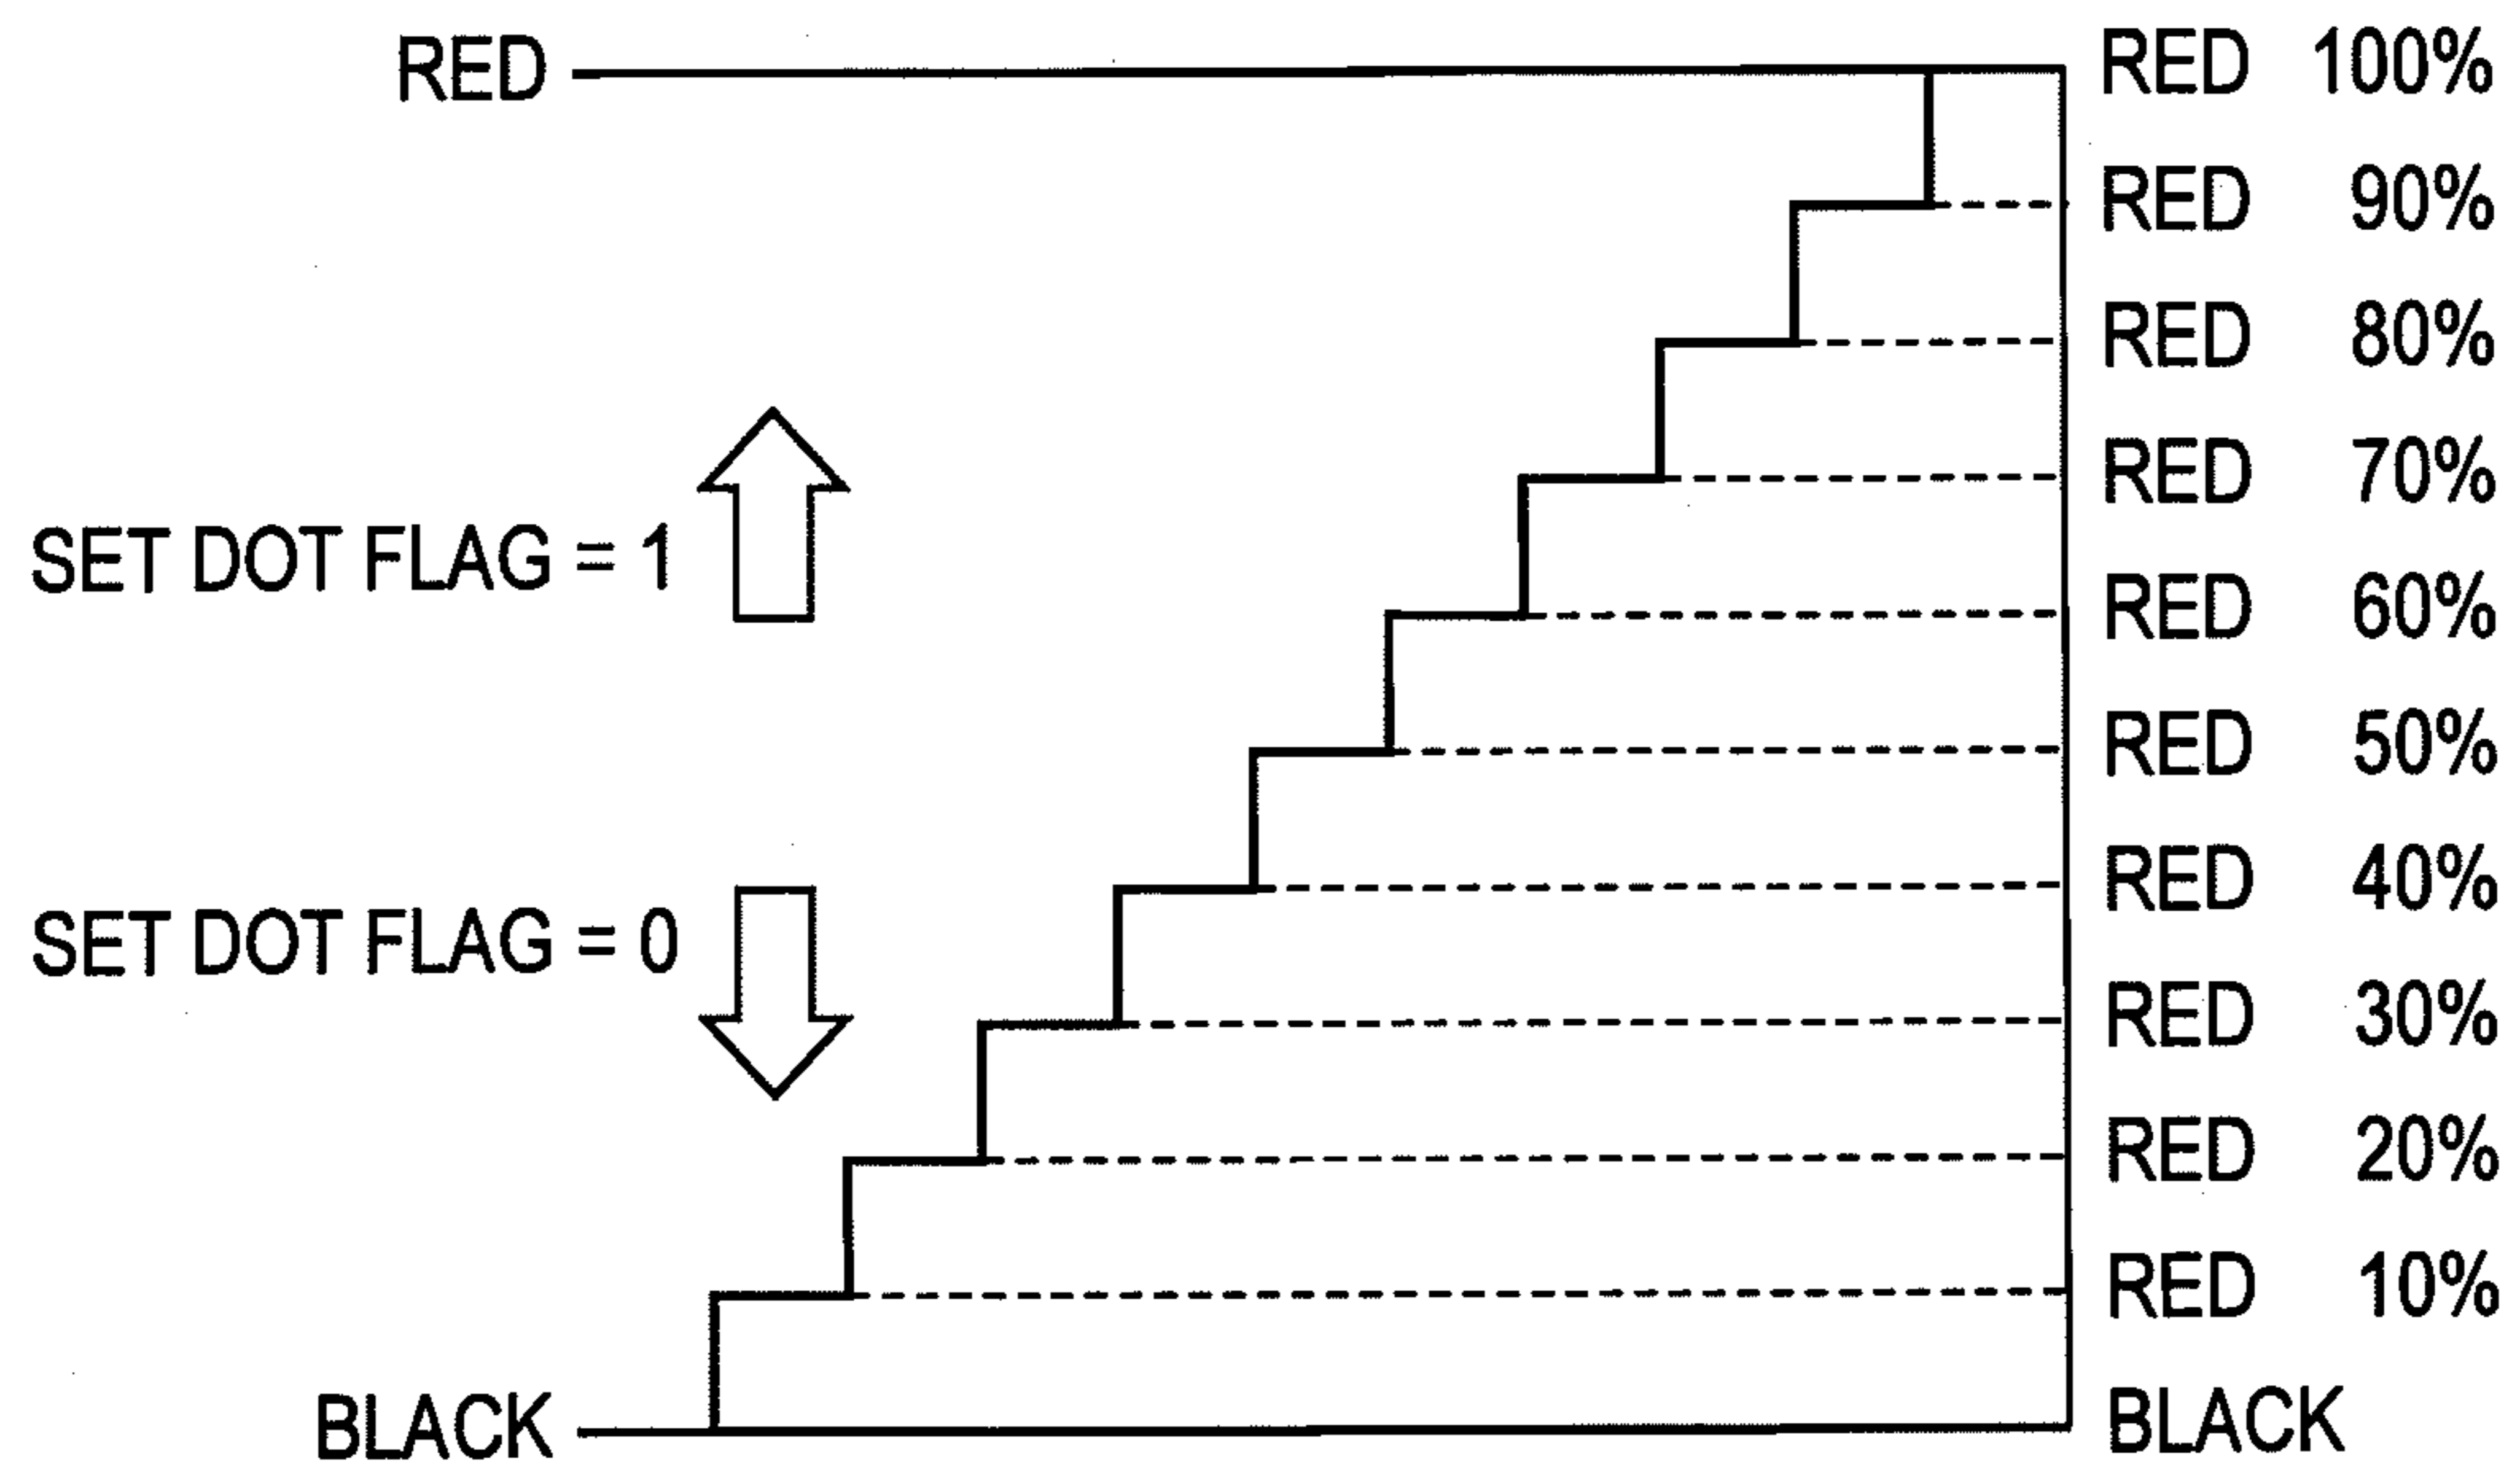 RED
RED 100%
RED 90%
RED 80%
RED 70%
SET DOT FLAG = 1
RED 60%
RED 50%
RED 40%
SET DOT FLAG = 0
RED 30%
RED 20%
RED 10%
BLACK
BLACK